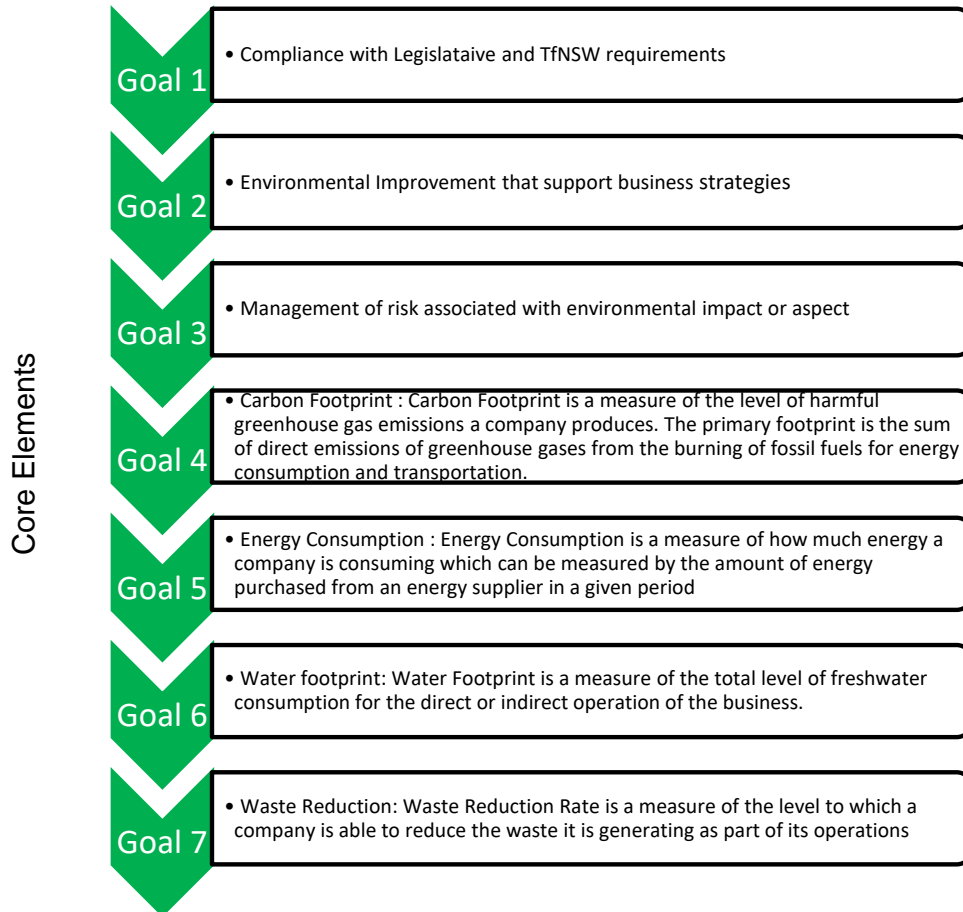 Core Elements
Goal 1
• Compliance with Legislataive and TfNSW requirements
Goal 2
• Environmental Improvement that support business strategies
Goal 3
• Management of risk associated with environmental impact or aspect
Goal 4
• Carbon Footprint : Carbon Footprint is a measure of the level of harmful
greenhouse gas emissions a company produces. The primary footprint is the sum
of direct emissions of greenhouse gases from the burning of fossil fuels for energy
consumption and transportation.
Goal 5
• Energy Consumption : Energy Consumption is a measure of how much energy a
company is consuming which can be measured by the amount of energy
purchased from an energy supplier in a given period
Goal 6
• Water footprint: Water Footprint is a measure of the total level of freshwater
consumption for the direct or indirect operation of the business.
Goal 7
• Waste Reduction: Waste Reduction Rate is a measure of the level to which a
company is able to reduce the waste it is generating as part of its operations